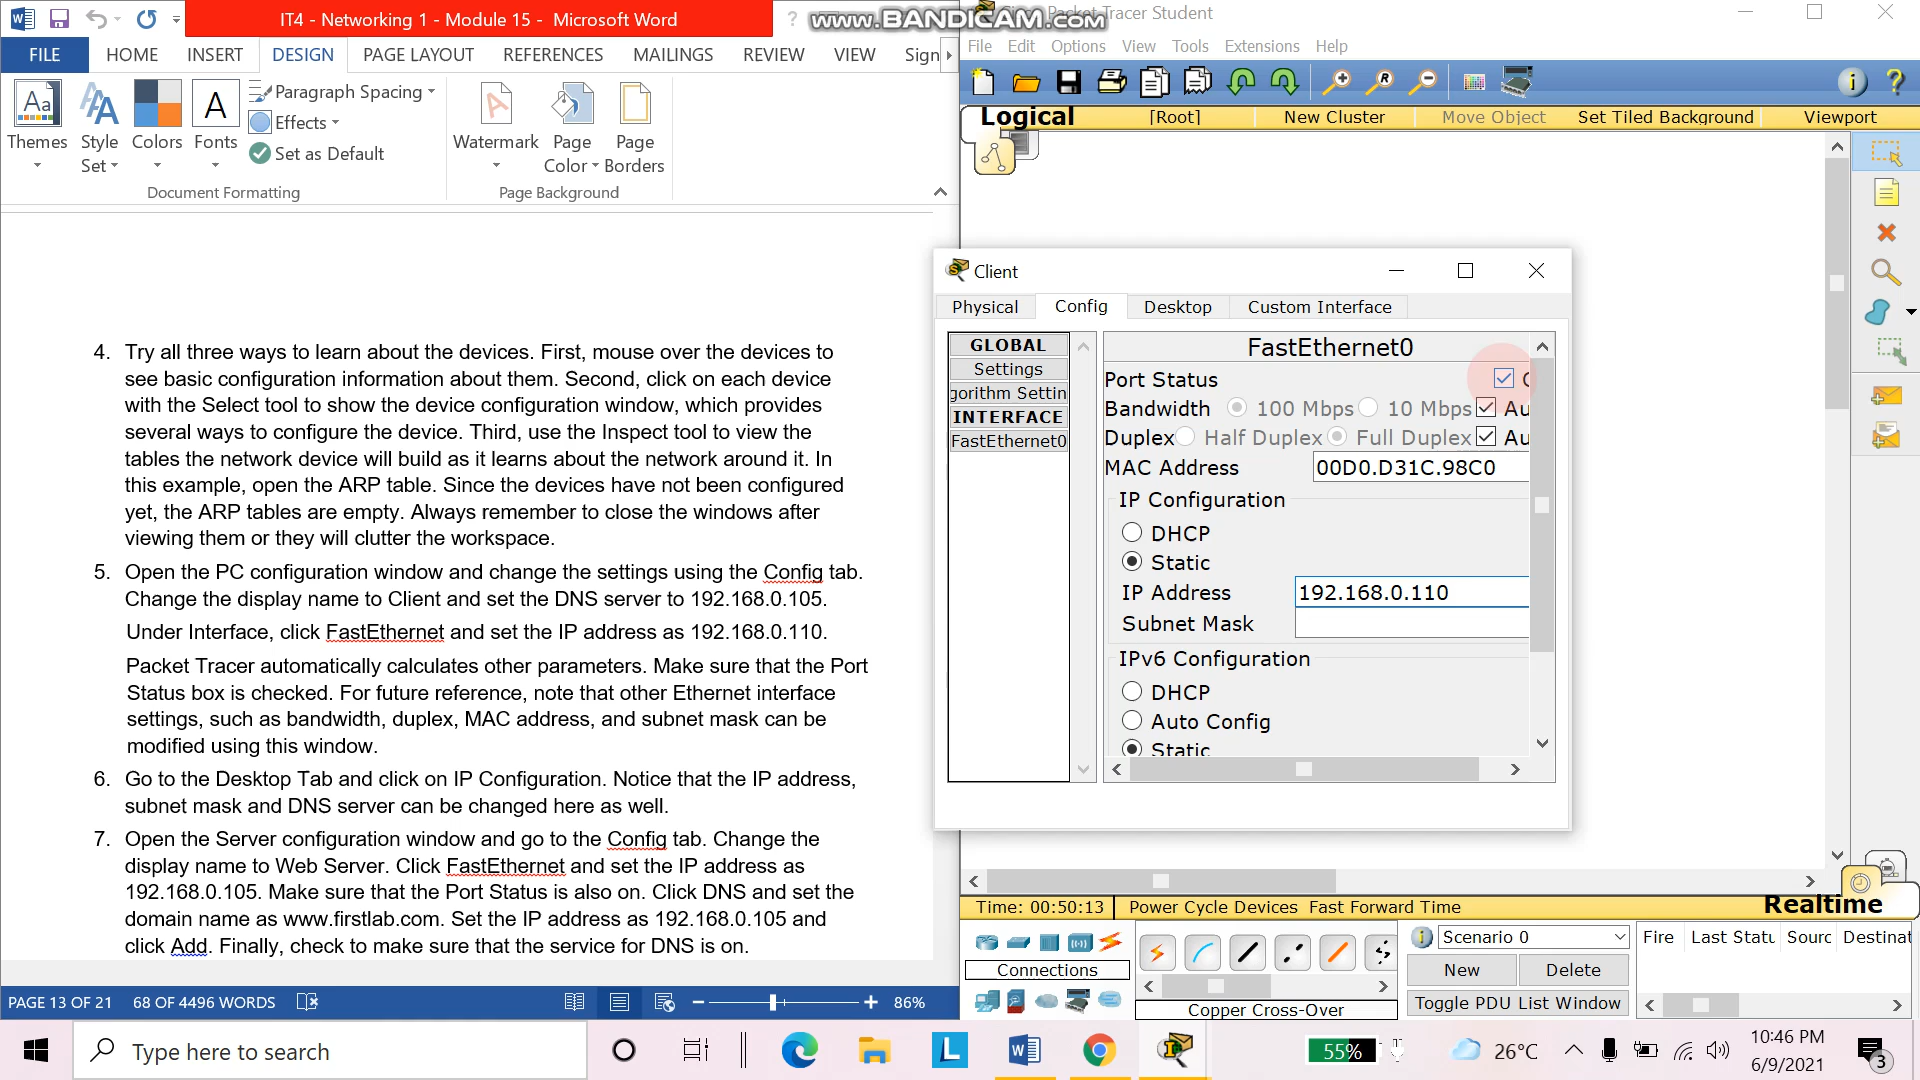 IT4 - Networking 1 - Module 15 -  Microsoft Word
?
www.BANDICAM.com
Packet Tracer Student
FILE
HOME
INSERT
DESIGN
PAGE LAYOUT
REFERENCES
MAILINGS
REVIEW
VIEW
Sign
File
Edit
Options
View
Tools
Extensions
Help
Aa
Themes
Style
Set
Colors
A
Fonts
Paragraph Spacing
Effects
Set as Default
Document Formatting
A
Watermark
Page
Color
Page
Borders
Page Background
Logical
[Root]
New Cluster
Move Object
Set Tiled Background
Viewport
4. Try all three ways to learn about the devices. First, mouse over the devices to
see basic configuration information about them. Second, click on each device
with the Select tool to show the device configuration window, which provides
several ways to configure the device. Third, use the Inspect tool to view the
tables the network device will build as it learns about the network around it. In
this example, open the ARP table. Since the devices have not been configured
yet, the ARP tables are empty. Always remember to close the windows after
viewing them or they will clutter the workspace.
5. Open the PC configuration window and change the settings using the Config tab.
Change the display name to Client and set the DNS server to 192.168.0.105.
Under Interface, click FastEthernet and set the IP address as 192.168.0.110.
Packet Tracer automatically calculates other parameters. Make sure that the Port
Status box is checked. For future reference, note that other Ethernet interface
settings, such as bandwidth, duplex, MAC address, and subnet mask can be
modified using this window.
6. Go to the Desktop Tab and click on IP Configuration. Notice that the IP address,
subnet mask and DNS server can be changed here as well.
7. Open the Server configuration window and go to the Config tab. Change the
display name to Web Server. Click FastEthernet and set the IP address as
192.168.0.105. Make sure that the Port Status is also on. Click DNS and set the
domain name as www.firstlab.com. Set the IP address as 192.168.0.105 and
click Add. Finally, check to make sure that the service for DNS is on.
Client
Physical
Config
Desktop
Custom Interface
GLOBAL
Settings
gorithm Settin
INTERFACE
FastEthernet0
FastEthernet0
Port Status
Bandwidth
100 Mbps
10 Mbps
Au
Duplex
Half Duplex
Full Duplex
Au
MAC Address
00D0.D31C.98C0
IP Configuration
DHCP
Static
IP Address
192.168.0.110
Subnet Mask
IPv6 Configuration
DHCP
Auto Config
Static
Time: 00:50:13
Power Cycle Devices
Fast Forward Time
Realtime
Connections
Copper Cross-Over
Scenario 0
New
Delete
Toggle PDU List Window
Fire
Last Statu
Sourc
Destinat
PAGE 13 OF 21
68 OF 4496 WORDS
86%
Type here to search
L
55%
26°C
10:46 PM
6/9/2021
3